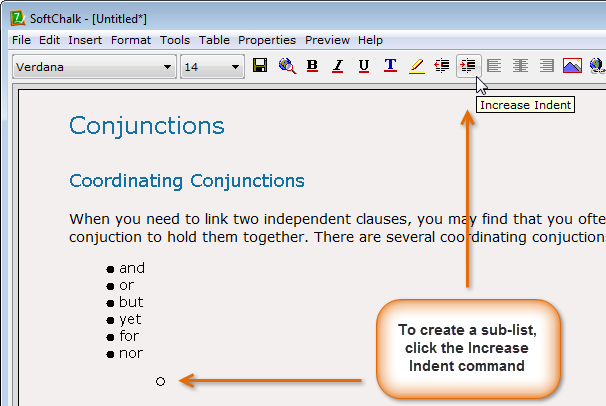 SoftChalk - [Untitled*]
File Edit Insert Format Tools Table Properties Preview Help
Verdana 14 B I U T
Increase Indent
Conjunctions
Coordinating Conjunctions
When you need to link two independent clauses, you may find that you ofte
conjuction to hold them together. There are several coordinating conjuction
and
or
but
yet
for
nor
To create a sub-list,
click the Increase
Indent command